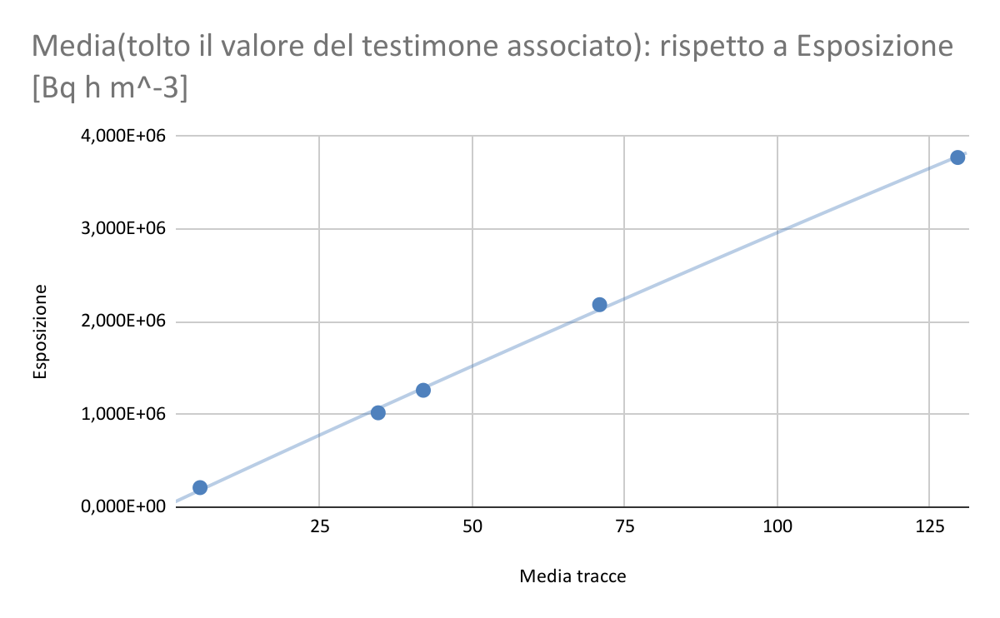 Media(tolto il valore del testimone associato): rispetto a Esposizione
[Bq h m^-3]
4,000E+06
3,000E+06
2,000E+06
1,000E+06
0,000E+00
Esposizione
25 50 75 100 125
Media tracce